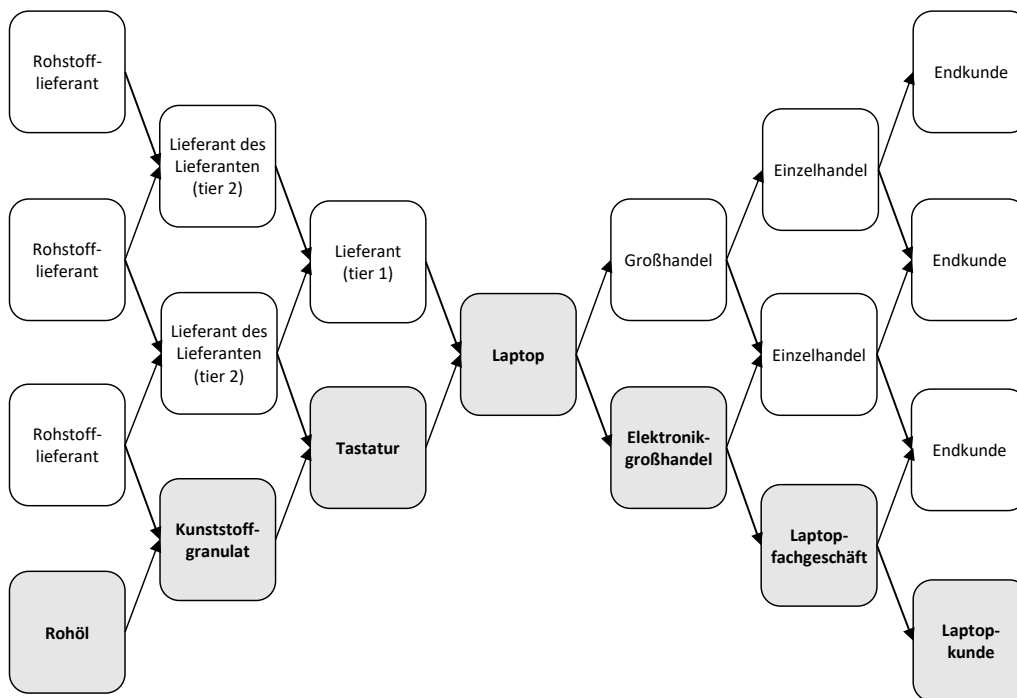 Rohstoff-
lieferant
Rohstoff-
lieferant
Rohstoff-
lieferant
Rohöl
Lieferant des
Lieferanten
(tier 2)
Lieferant des
Lieferanten
(tier 2)
Kunststoff-
granulat
Lieferant
(tier 1)
Tastatur
Laptop
Großhandel
Elektronik-
großhandel
Einzelhandel
Einzelhandel
Laptop-
fachgeschäft
Endkunde
Endkunde
Endkunde
Laptop-
kunde